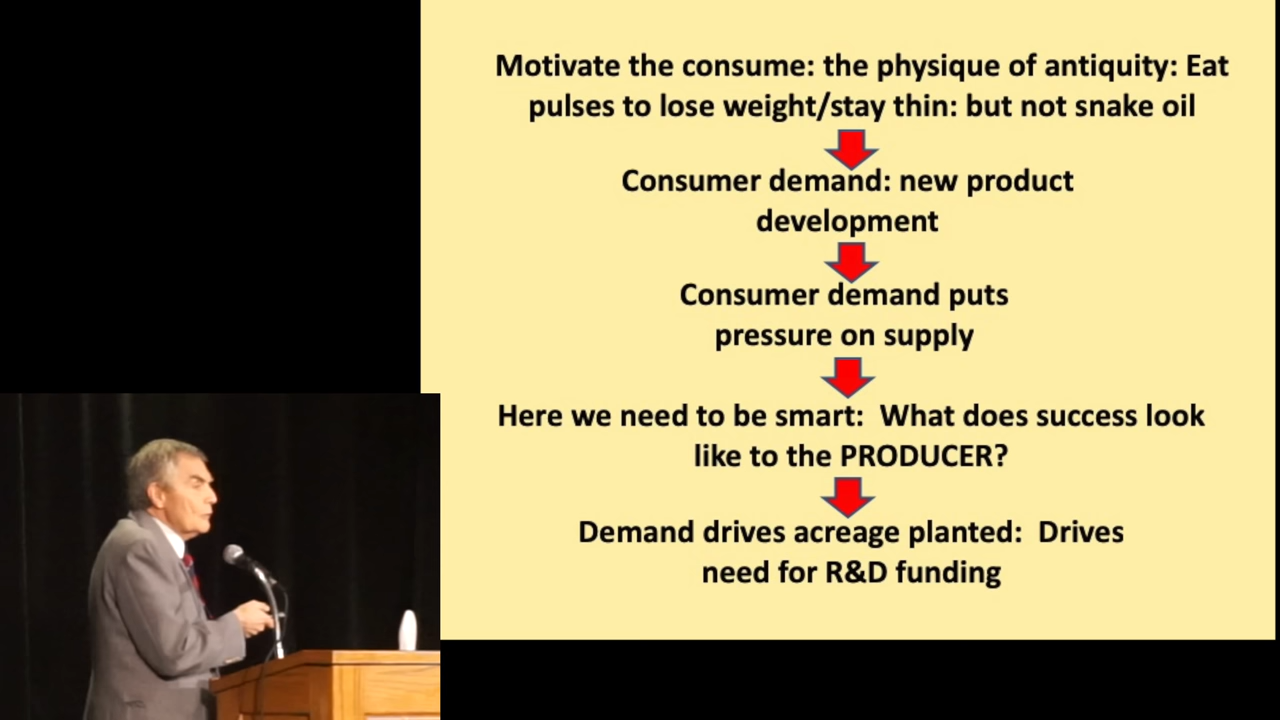 Motivate the consume: the physique of antiquity: Eat
pulses to lose weight/stay thin: but not snake oil
Consumer demand: new product
development
Consumer demand puts
pressure on supply
Here we need to be smart:  What does success look
like to the PRODUCER?
Demand drives acreage planted:  Drives
need for R&D funding